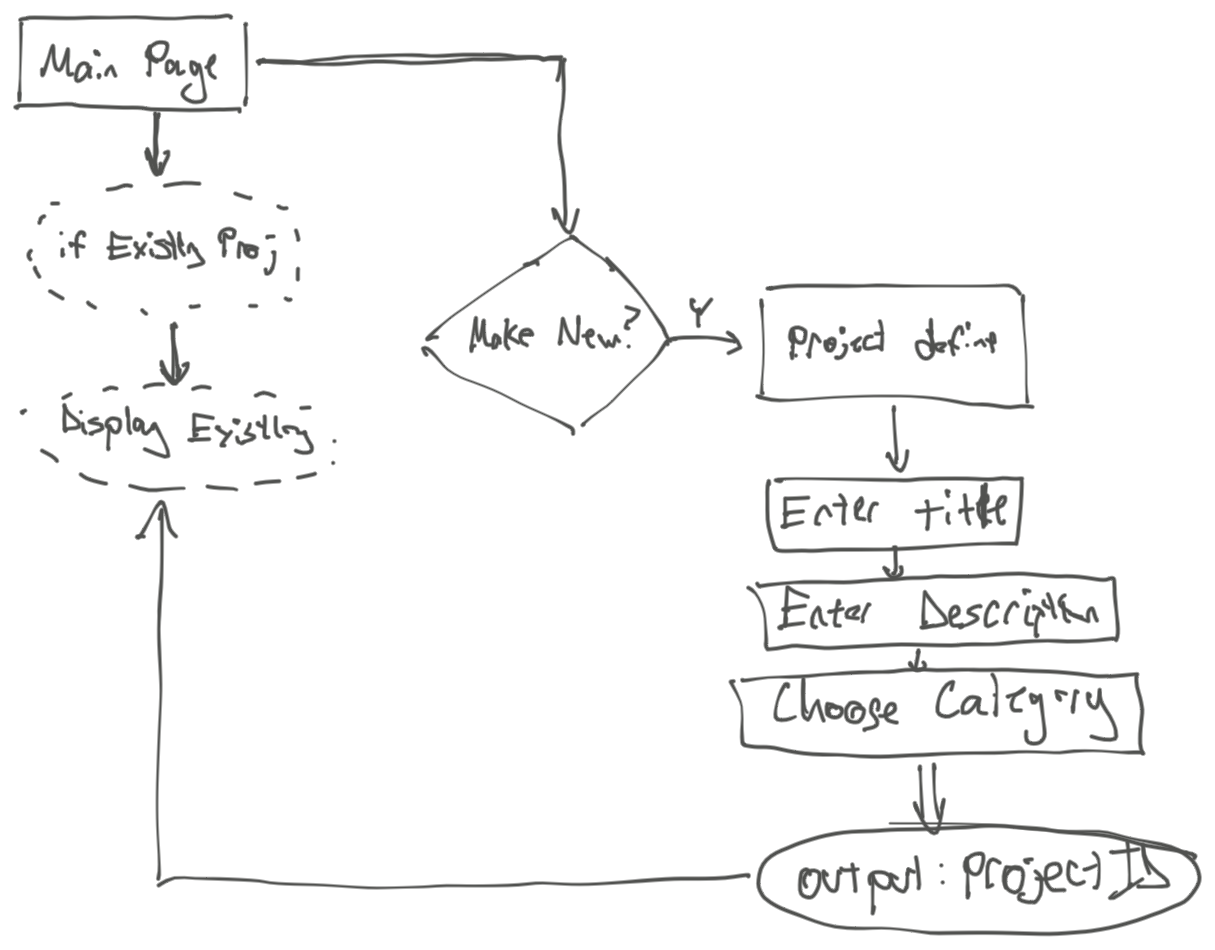 Main Page
if Existing Proj
Make New?
Y
Project define
Display Existing
Enter title
Enter Description
Choose Category
output: Project ID